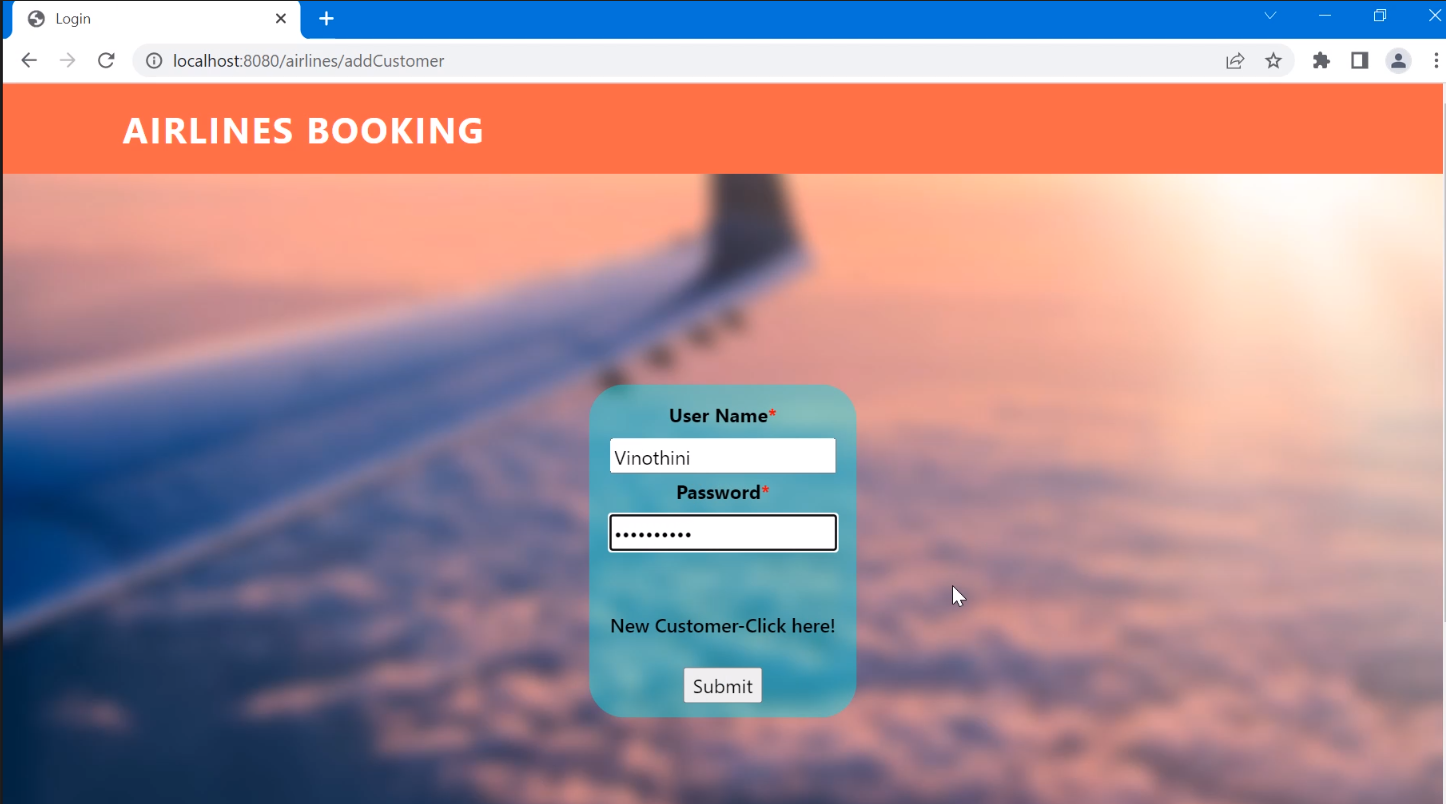 Login
localhost:8080/airlines/addCustomer
AIRLINES BOOKING
User Name*
Vinothini
Password*
••••••••••
New Customer-Click here!
Submit